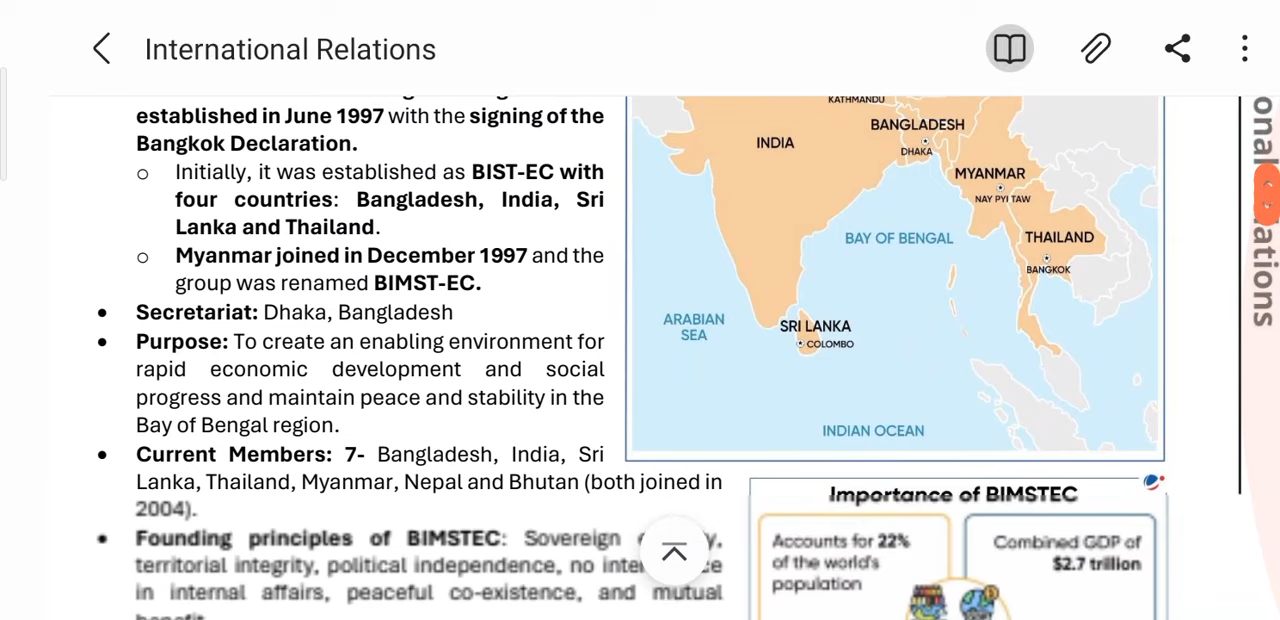 International Relations
established in June 1997 with the signing of the
Bangkok Declaration.
o Initially, it was established as BIST-EC with
four countries: Bangladesh, India, Sri
Lanka and Thailand.
o Myanmar joined in December 1997 and the
group was renamed BIMST-EC.
• Secretariat: Dhaka, Bangladesh
• Purpose: To create an enabling environment for
rapid economic development and social
progress and maintain peace and stability in the
Bay of Bengal region.
• Current Members: 7- Bangladesh, India, Sri
Lanka, Thailand, Myanmar, Nepal and Bhutan (both joined in
2004).
• Founding principles of BIMSTEC: Sovereign
territorial integrity, political independence, no
in internal affairs, peaceful co-existence, and mutual
KATHMANDU
BANGLADESH
INDIA
DHAKA
MYANMAR
NAY PYI TAW
BAY OF BENGAL
THAILAND
BANGKOK
ARABIAN
SEA
SRI LANKA
COLOMBO
INDIAN OCEAN
Importance of BIMSTEC
Accounts for 22%
of the world's
population
Combined GDP of
$2.7 trillion
onal
ations